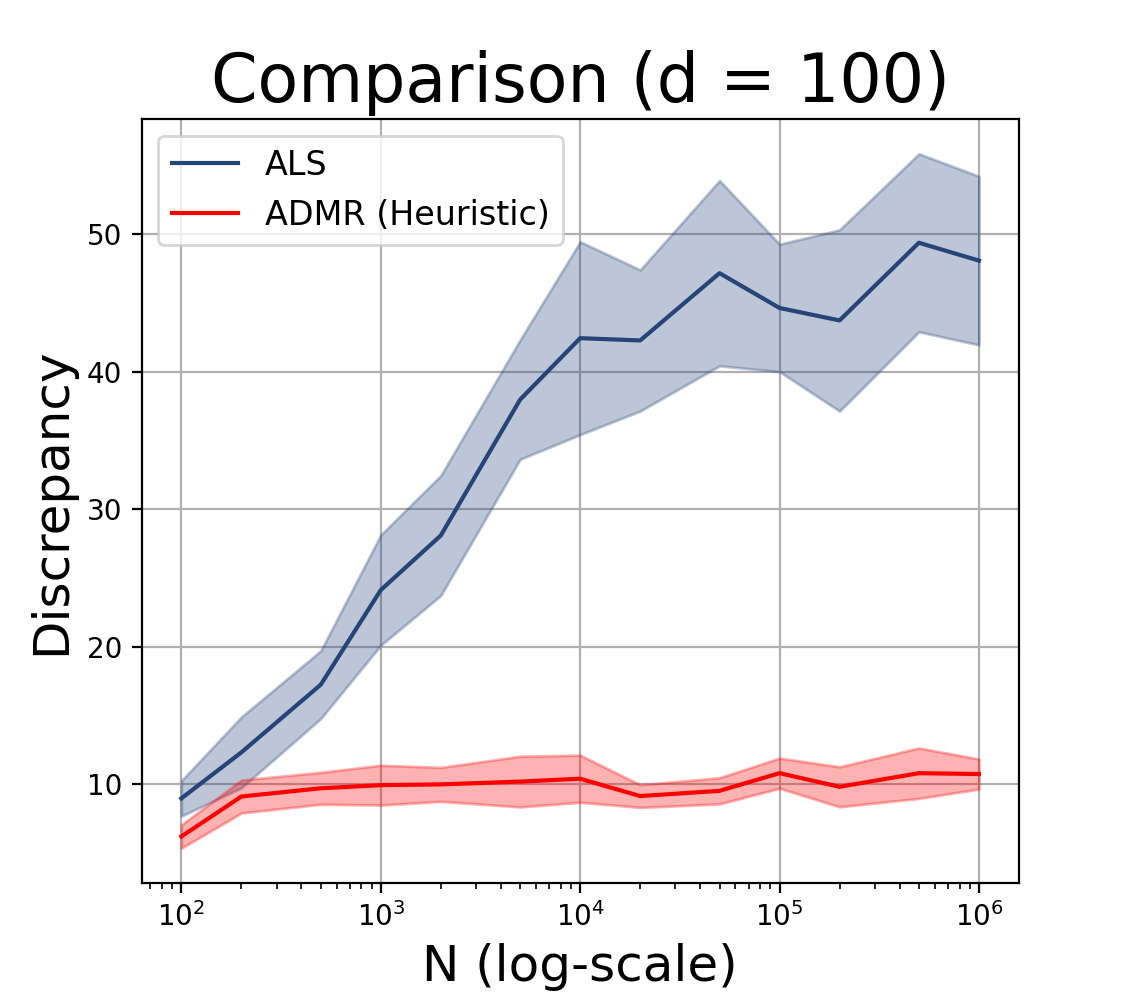 Comparison (d = 100)
ALS
ADMR (Heuristic)
Discrepancy
50
40
30
20
10
10²
10³
10⁴
10⁵
10⁶
N (log-scale)